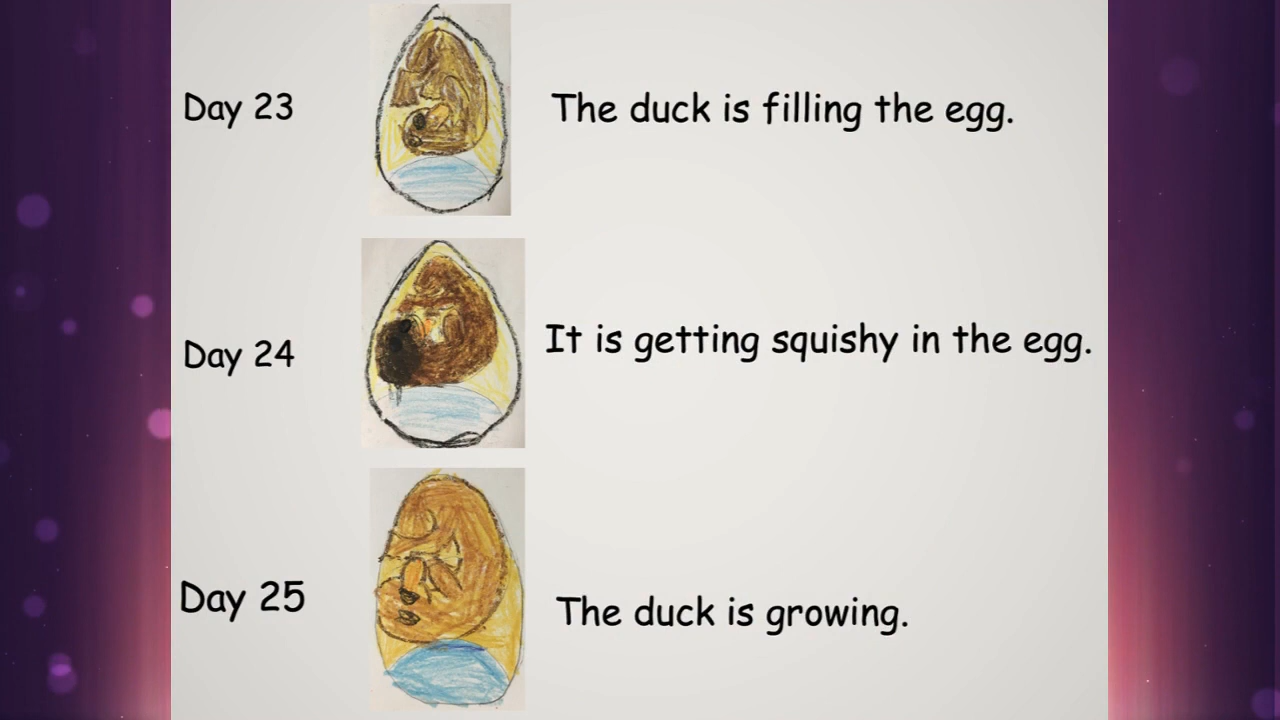 Day 23
The duck is filling the egg.
Day 24
It is getting squishy in the egg.
Day 25
The duck is growing.